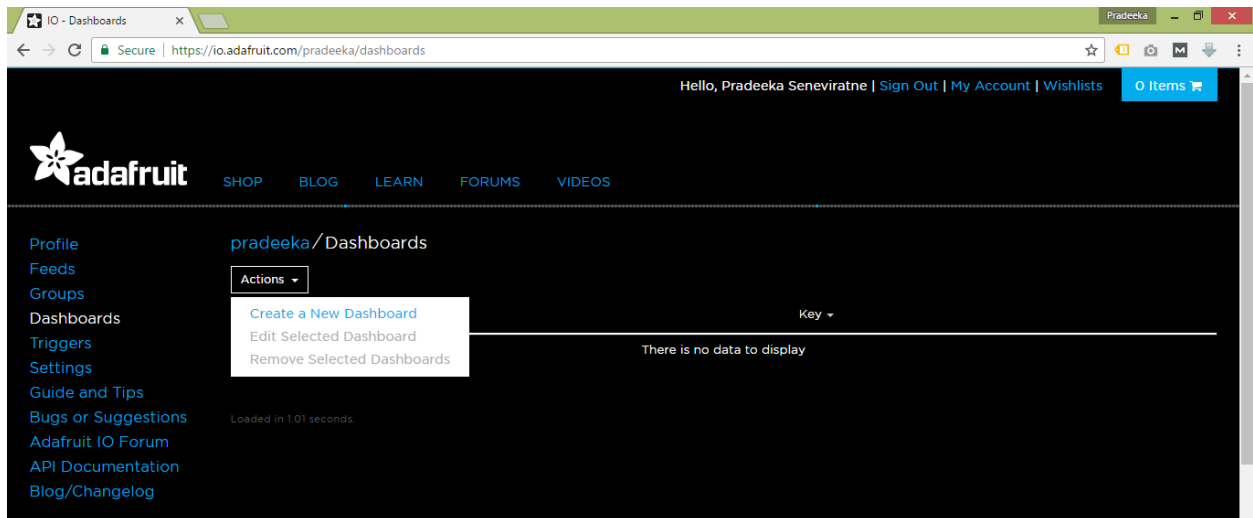 IO - Dashboards
Pradeeka
Secure | https://io.adafruit.com/pradeeka/dashboards
Hello, Pradeeka Seneviratne | Sign Out | My Account | Wishlists
0 Items
adafruit
SHOP BLOG LEARN FORUMS VIDEOS
Profile
Feeds
Groups
Dashboards
Triggers
Settings
Guide and Tips
Bugs or Suggestions
Adafruit IO Forum
API Documentation
Blog/Changelog
pradeeka/Dashboards
Actions
Create a New Dashboard
Edit Selected Dashboard
Remove Selected Dashboards
Key
There is no data to display
Loaded in 1.01 seconds.